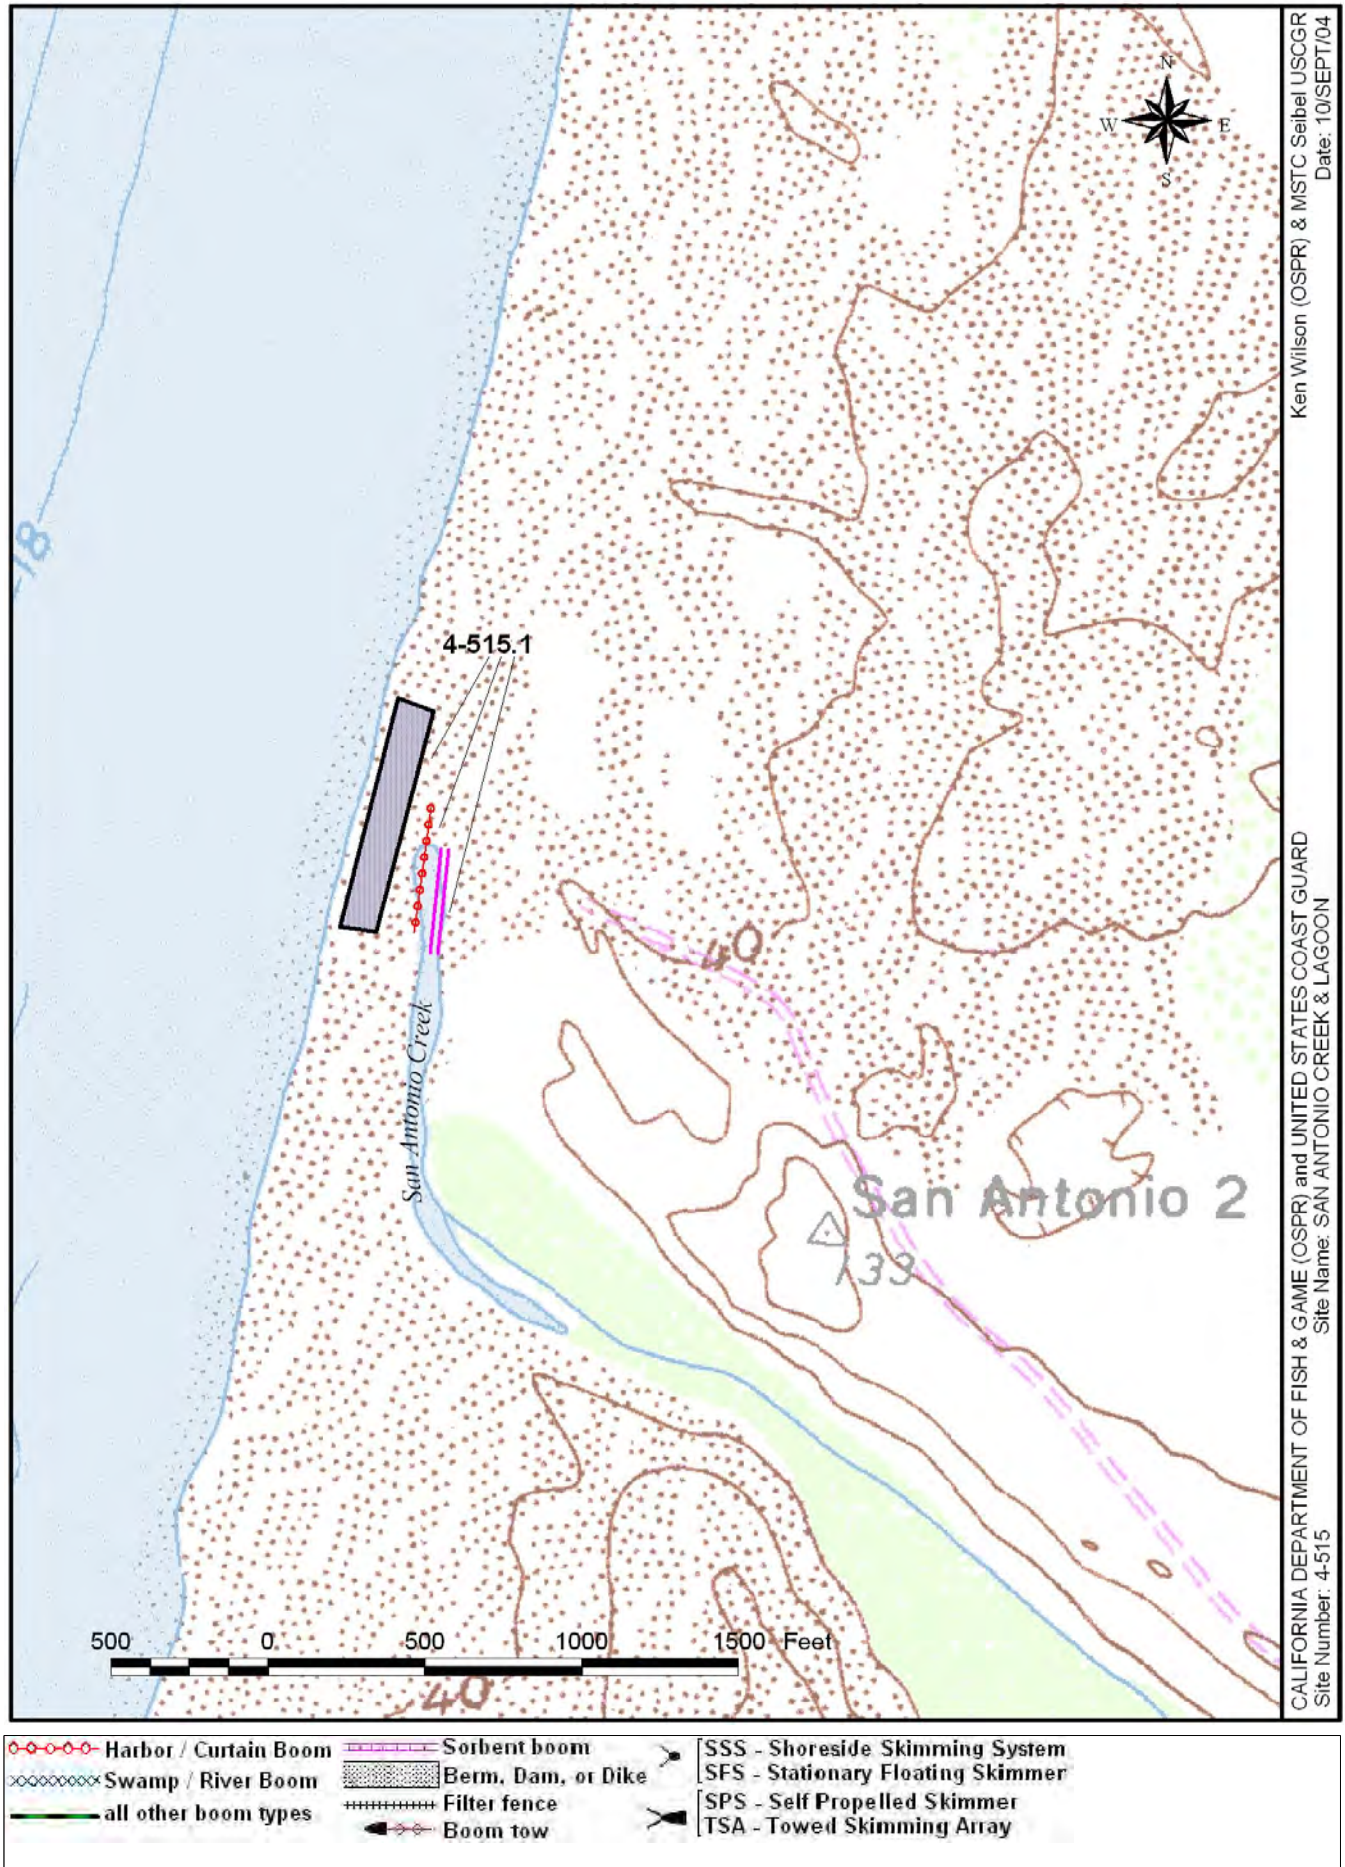 N
W E
S
-18
4-515.1
40
San Antonio Creek
San Antonio 2
133
500 0 500 1000 1500 Feet
40
Ken Wilson (OSPR) & MSTC Seibel USCGR
Date: 10/SEPT/04
CALIFORNIA DEPARTMENT OF FISH & GAME (OSPR) and UNITED STATES COAST GUARD
Site Number: 4-515 Site Name: SAN ANTONIO CREEK & LAGOON
Harbor / Curtain Boom
Swamp / River Boom
all other boom types
Sorbent boom
Berm, Dam, or Dike
Filter fence
Boom tow
[SSS - Shoreside Skimming System
[SFS - Stationary Floating Skimmer
[SPS - Self Propelled Skimmer
[TSA - Towed Skimming Array